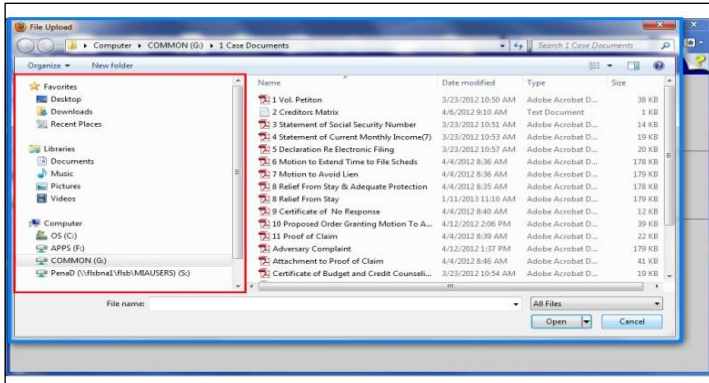 File Upload
Computer ▸ COMMON (G:) ▸ 1 Case Documents
Search 1 Case Documents
Organize New folder
Favorites
Desktop
Downloads
Recent Places
Libraries
Documents
Music
Pictures
Videos
Computer
OS (C:)
APPS (F:)
COMMON (G:)
PenaD (\\flsbna1\flsb\MIAUSERS) (S:)
Name Date modified Type Size
1 Vol. Petiton 3/23/2012 10:50 AM Adobe Acrobat D... 38 KB
2 Creditors Matrix 4/6/2012 9:10 AM Text Document 1 KB
3 Statement of Social Security Number 3/23/2012 10:51 AM Adobe Acrobat D... 14 KB
4 Statement of Current Monthly Income(7) 3/23/2012 10:53 AM Adobe Acrobat D... 19 KB
5 Declaration Re Electronic Filing 3/23/2012 10:57 AM Adobe Acrobat D... 20 KB
6 Motion to Extend Time to File Scheds 4/4/2012 8:36 AM Adobe Acrobat D... 178 KB
7 Motion to Avoid Lien 4/4/2012 8:36 AM Adobe Acrobat D... 179 KB
8 Relief From Stay & Adequate Protection 4/4/2012 8:35 AM Adobe Acrobat D... 178 KB
8 Relief From Stay 1/11/2013 11:10 AM Adobe Acrobat D... 179 KB
9 Certificate of No Response 4/4/2012 8:40 AM Adobe Acrobat D... 12 KB
10 Proposed Order Granting Motion To A... 4/12/2012 2:06 PM Adobe Acrobat D... 39 KB
11 Proof of Claim 4/4/2012 8:39 AM Adobe Acrobat D... 22 KB
Adversary Complaint 4/12/2012 1:37 PM Adobe Acrobat D... 179 KB
Attachment to Proof of Claim 4/4/2012 8:46 AM Adobe Acrobat D... 41 KB
Certificate of Budget and Credit Counseli... 3/23/2012 10:54 AM Adobe Acrobat D... 19 KB
File name: All Files
Open Cancel